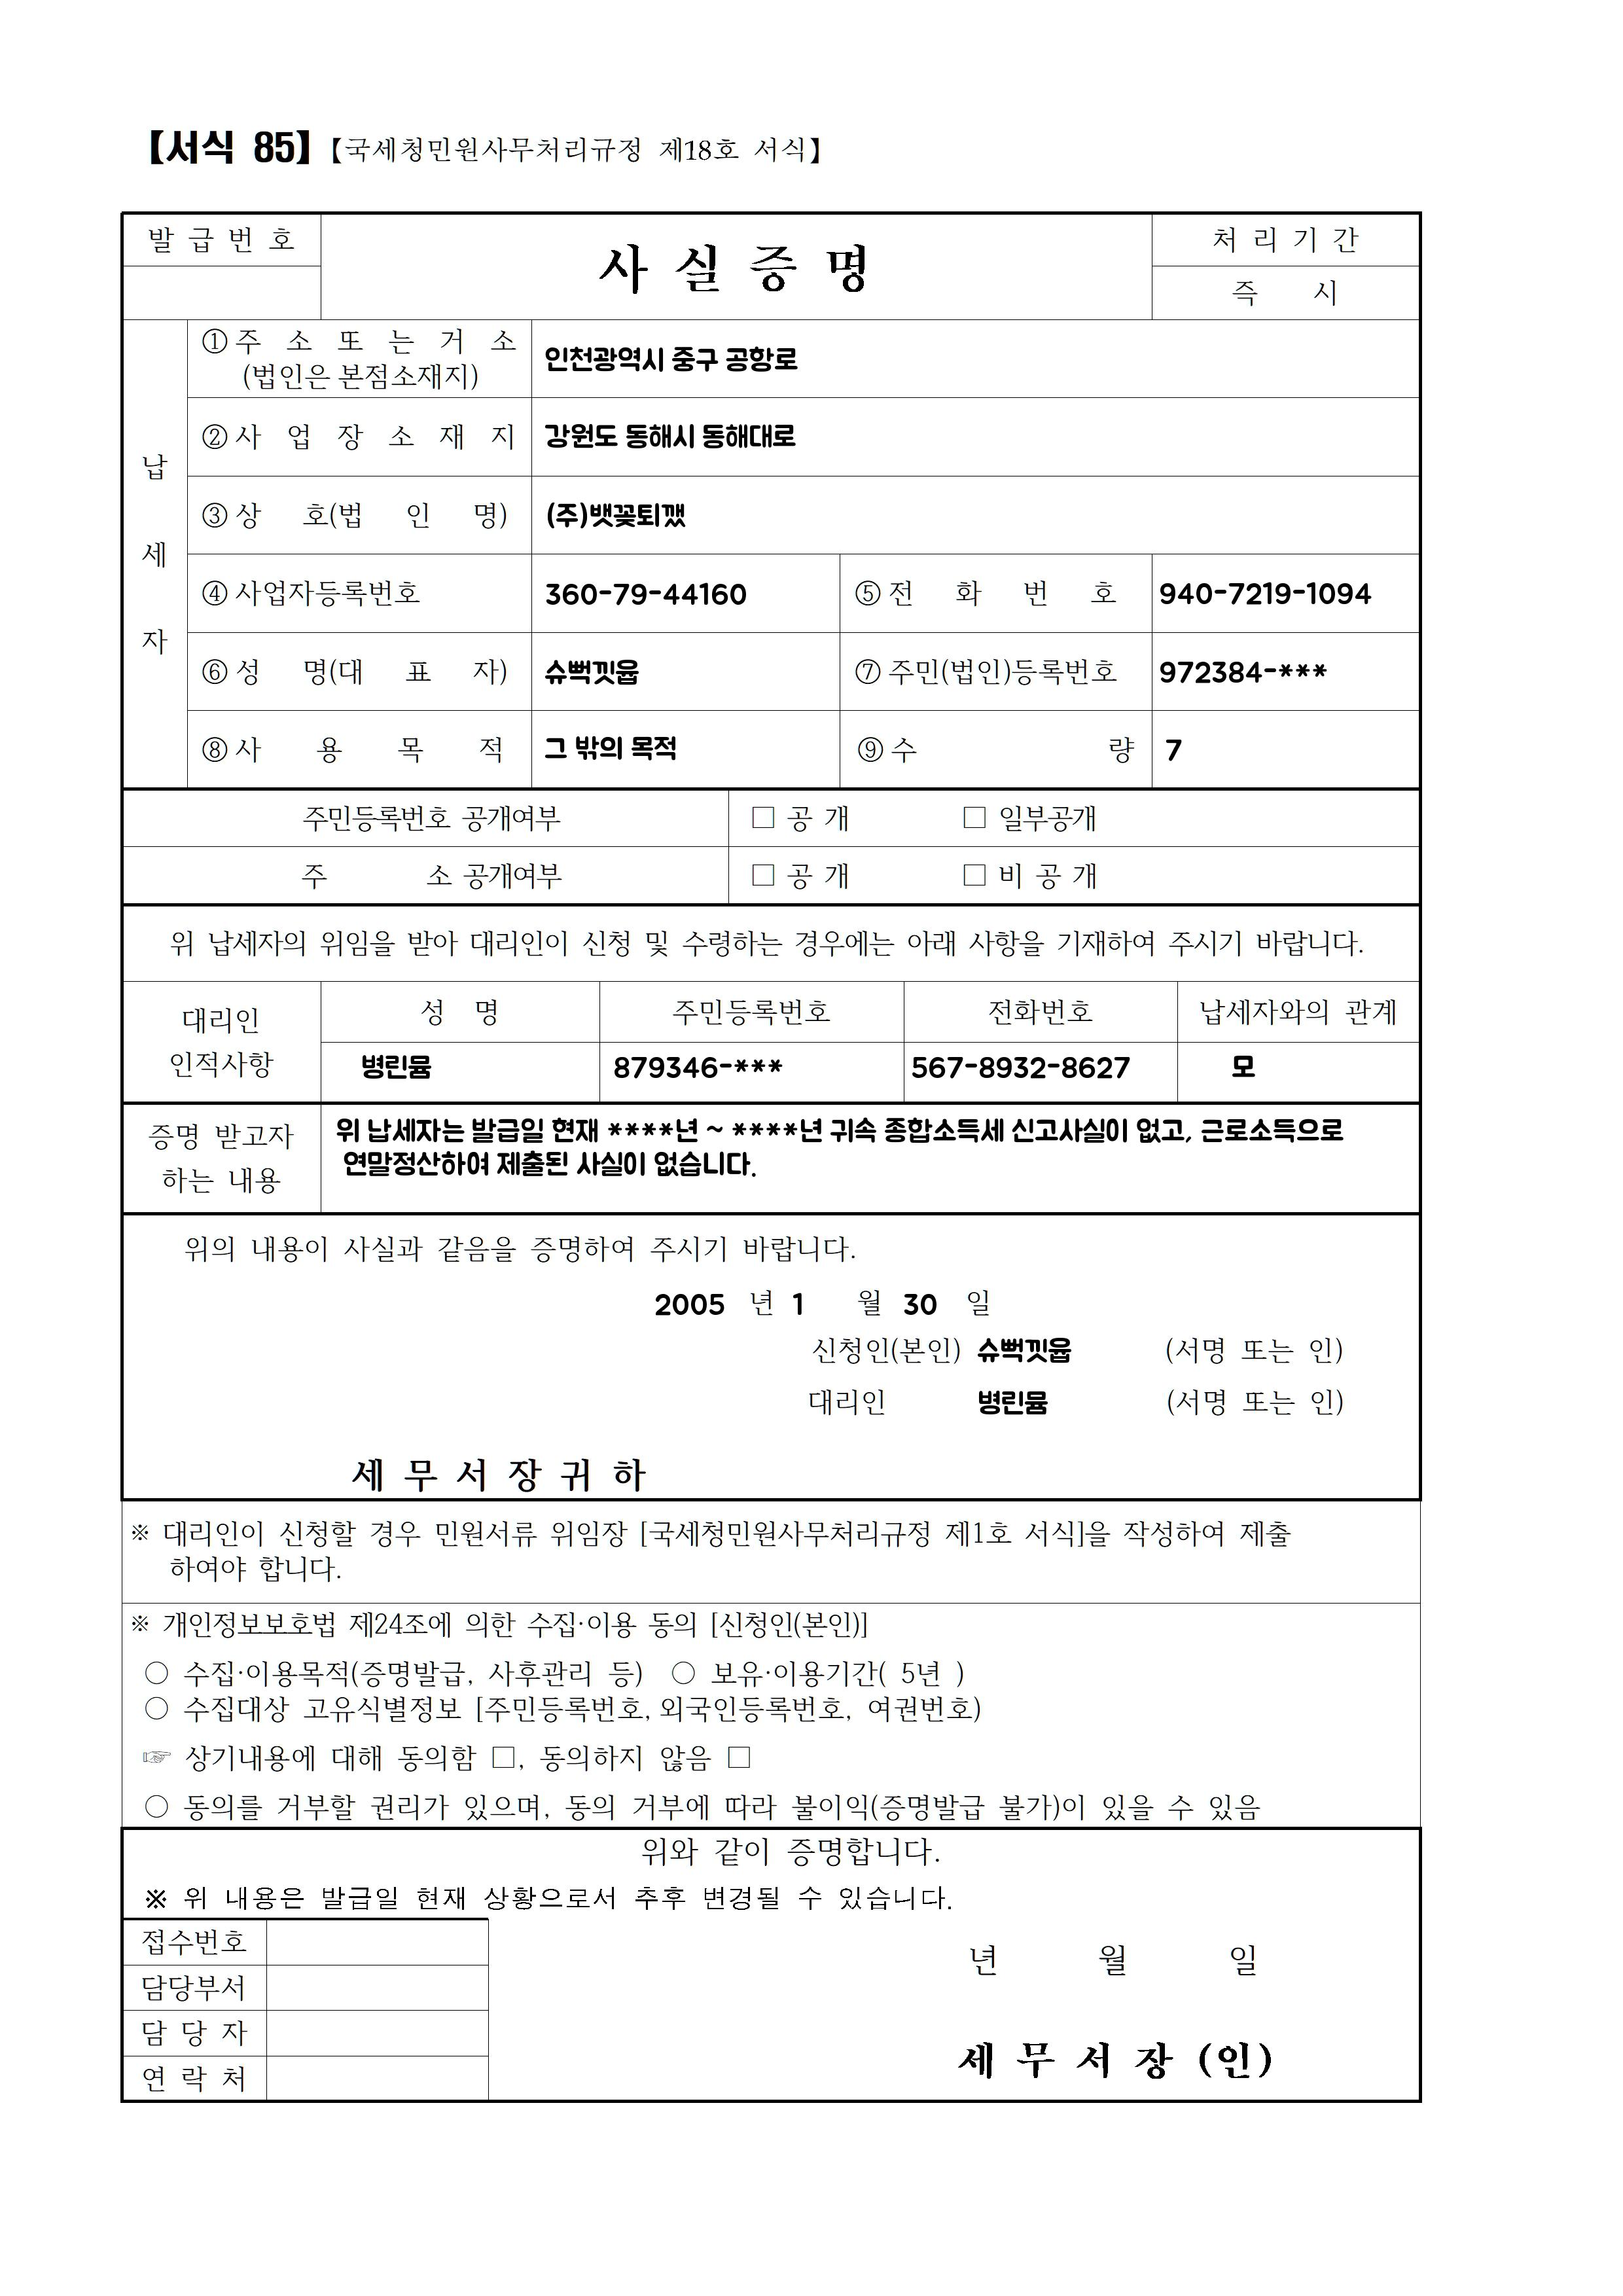 【서식 85】【국세청민원사무처리규정 제18호 서식】
발 급 번 호
사 실 증 명
처 리 기 간
즉 시
납 세 자
① 주 소 또 는 거 소
(법인은 본점소재지)
인천광역시 중구 공항로
② 사 업 장 소 재 지
강원도 동해시 동해대로
③ 상 호(법 인 명)
(주)뱃꽂퇴깼
④ 사업자등록번호
360-79-44160
⑤ 전 화 번 호
940-7219-1094
⑥ 성 명(대 표 자)
슈뻑낏윱
⑦ 주민(법인)등록번호
972384-***
⑧ 사 용 목 적
그 밖의 목적
⑨ 수 량
7
주민등록번호 공개여부
□ 공 개 □ 일부공개
주 소 공개여부
□ 공 개 □ 비 공 개
위 납세자의 위임을 받아 대리인이 신청 및 수령하는 경우에는 아래 사항을 기재하여 주시기 바랍니다.
대리인
인적사항
성 명 주민등록번호 전화번호 납세자와의 관계
병린뮴 879346-*** 567-8932-8627 모
증명 받고자
하는 내용
위 납세자는 발급일 현재 ****년 ~ ****년 귀속 종합소득세 신고사실이 없고, 근로소득으로
연말정산하여 제출된 사실이 없습니다.
위의 내용이 사실과 같음을 증명하여 주시기 바랍니다.
2005 년 1 월 30 일
신청인(본인) 슈뻑낏윱 (서명 또는 인)
대리인 병린뮴 (서명 또는 인)
세 무 서 장 귀 하
※ 대리인이 신청할 경우 민원서류 위임장 [국세청민원사무처리규정 제1호 서식]을 작성하여 제출
하여야 합니다.
※ 개인정보보호법 제24조에 의한 수집·이용 동의 [신청인(본인)]
○ 수집·이용목적(증명발급, 사후관리 등) ○ 보유·이용기간( 5년 )
○ 수집대상 고유식별정보 [주민등록번호, 외국인등록번호, 여권번호)
☞ 상기내용에 대해 동의함 □, 동의하지 않음 □
○ 동의를 거부할 권리가 있으며, 동의 거부에 따라 불이익(증명발급 불가)이 있을 수 있음
위와 같이 증명합니다.
※ 위 내용은 발급일 현재 상황으로서 추후 변경될 수 있습니다.
접수번호
담당부서
담 당 자
연 락 처
년 월 일
세 무 서 장 (인)